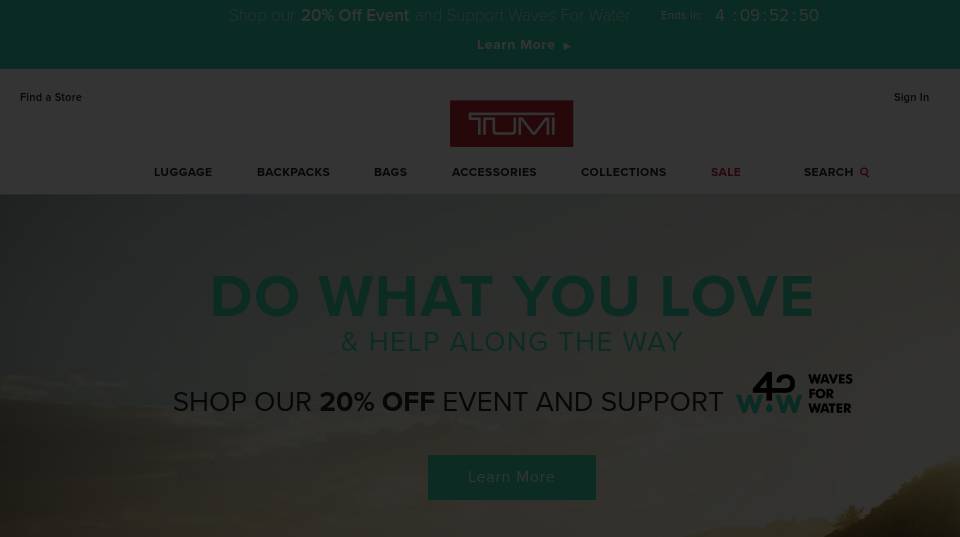 Shop our 20% Off Event and Support Waves For Water Ends in: 4 : 09 : 52 : 50
Learn More ▶
Find a Store
Sign In
TUMI
LUGGAGE BACKPACKS BAGS ACCESSORIES COLLECTIONS SALE SEARCH
DO WHAT YOU LOVE
& HELP ALONG THE WAY
SHOP OUR 20% OFF EVENT AND SUPPORT
W4W
WAVES
FOR
WATER
Learn More